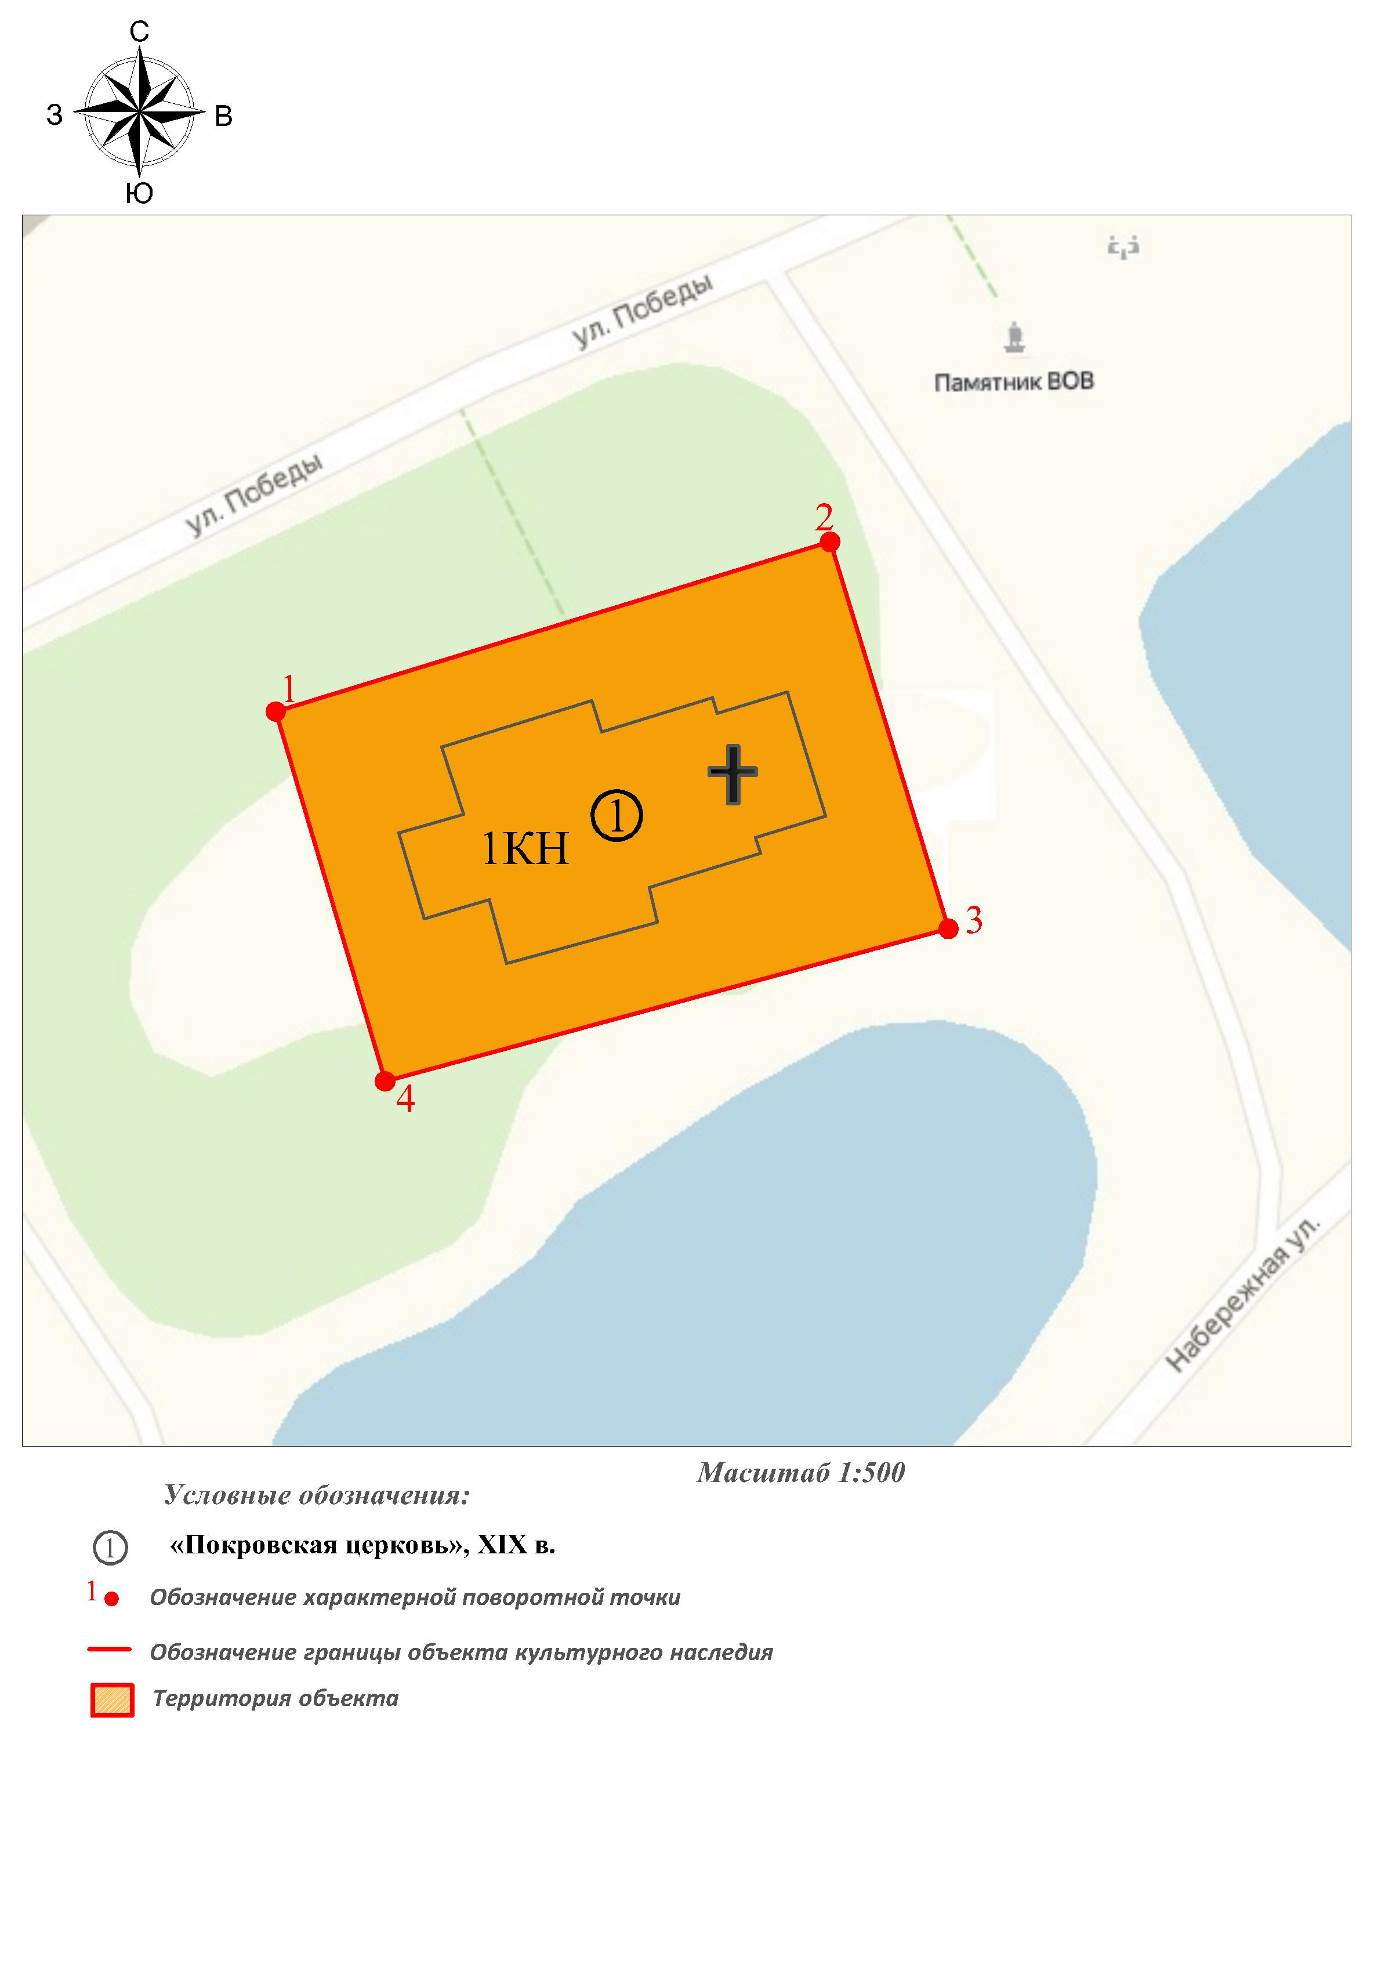 С
З
В
Ю
ул. Победы
Памятник ВОВ
ул. Победы
2
1
1
1КН
3
4
Набережная ул.
Масштаб 1:500
Условные обозначения:
1 «Покровская церковь», XIX в.
1 Обозначение характерной поворотной точки
Обозначение границы объекта культурного наследия
Территория объекта